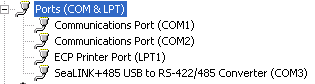 Ports (COM & LPT)
Communications Port (COM1)
Communications Port (COM2)
ECP Printer Port (LPT1)
SeaLINK+485 USB to RS-422/485 Converter (COM3)